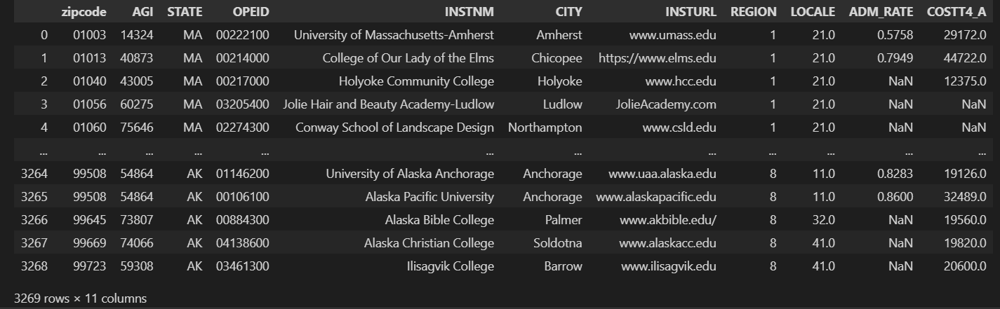 zipcode AGI STATE OPEID INSTNM CITY INSTURL REGION LOCALE ADM_RATE COSTT4_A
0 01003 14324 MA 00222100 University of Massachusetts-Amherst Amherst www.umass.edu 1 21.0 0.5758 29172.0
1 01013 40873 MA 00214000 College of Our Lady of the Elms Chicopee https://www.elms.edu 1 21.0 0.7949 44722.0
2 01040 43005 MA 00217000 Holyoke Community College Holyoke www.hcc.edu 1 21.0 NaN 12375.0
3 01056 60275 MA 03205400 Jolie Hair and Beauty Academy-Ludlow Ludlow JolieAcademy.com 1 21.0 NaN NaN
4 01060 75646 MA 02274300 Conway School of Landscape Design Northampton www.csld.edu 1 21.0 NaN NaN
... ... ... ... ... ... ... ... ... ... ... ...
3264 99508 54864 AK 01146200 University of Alaska Anchorage Anchorage www.uaa.alaska.edu 8 11.0 0.8283 19126.0
3265 99508 54864 AK 00106100 Alaska Pacific University Anchorage www.alaskapacific.edu 8 11.0 0.8600 32489.0
3266 99645 73807 AK 00884300 Alaska Bible College Palmer www.akbible.edu/ 8 32.0 NaN 19560.0
3267 99669 74066 AK 04138600 Alaska Christian College Soldotna www.alaskacc.edu 8 41.0 NaN 19820.0
3268 99723 59308 AK 03461300 Ilisagvik College Barrow www.ilisagvik.edu 8 41.0 NaN 20600.0
3269 rows × 11 columns